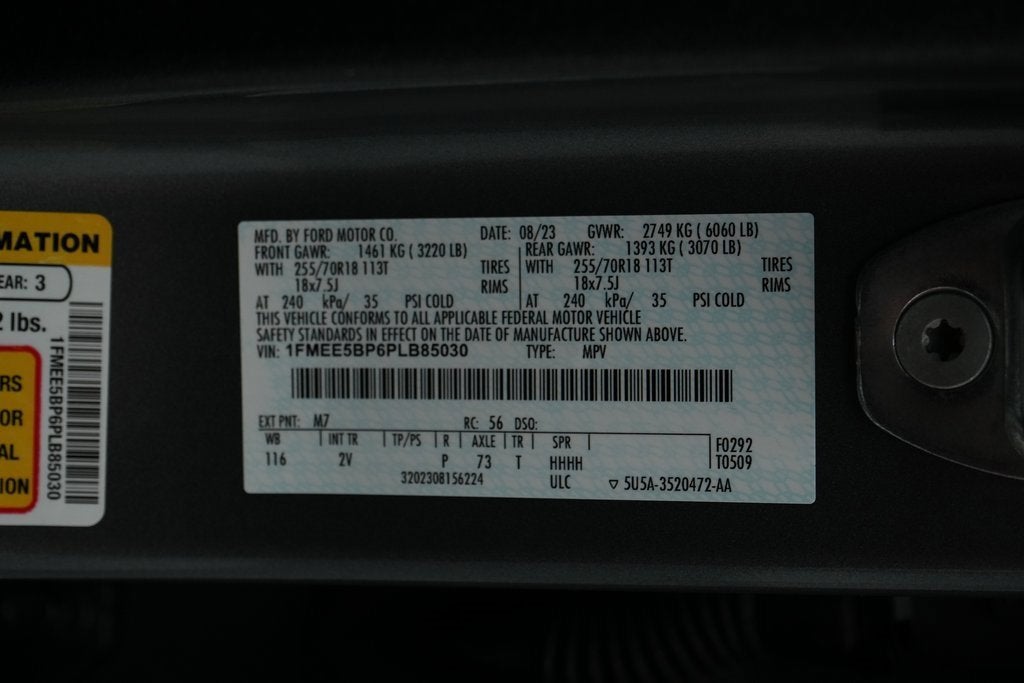 MATION
EAR: 3
2 lbs.
RS
OR
AL
ION
1FMEE5BP6PLB85030
MFD. BY FORD MOTOR CO. DATE: 08/23 GVWR: 2749 KG ( 6060 LB)
FRONT GAWR: 1461 KG ( 3220 LB) REAR GAWR: 1393 KG ( 3070 LB)
WITH 255/70R18 113T TIRES WITH 255/70R18 113T TIRES
18x7.5J RIMS 18x7.5J RIMS
AT 240 kPa/ 35 PSI COLD AT 240 kPa/ 35 PSI COLD
THIS VEHICLE CONFORMS TO ALL APPLICABLE FEDERAL MOTOR VEHICLE
SAFETY STANDARDS IN EFFECT ON THE DATE OF MANUFACTURE SHOWN ABOVE.
VIN: 1FMEE5BP6PLB85030 TYPE: MPV
EXT PNT: M7 RC: 56 DSO:
WB INT TR TP/PS R AXLE TR SPR F0292
116 2V P 73 T HHHH T0509
3202308156224 ULC ▽ 5U5A-3520472-AA